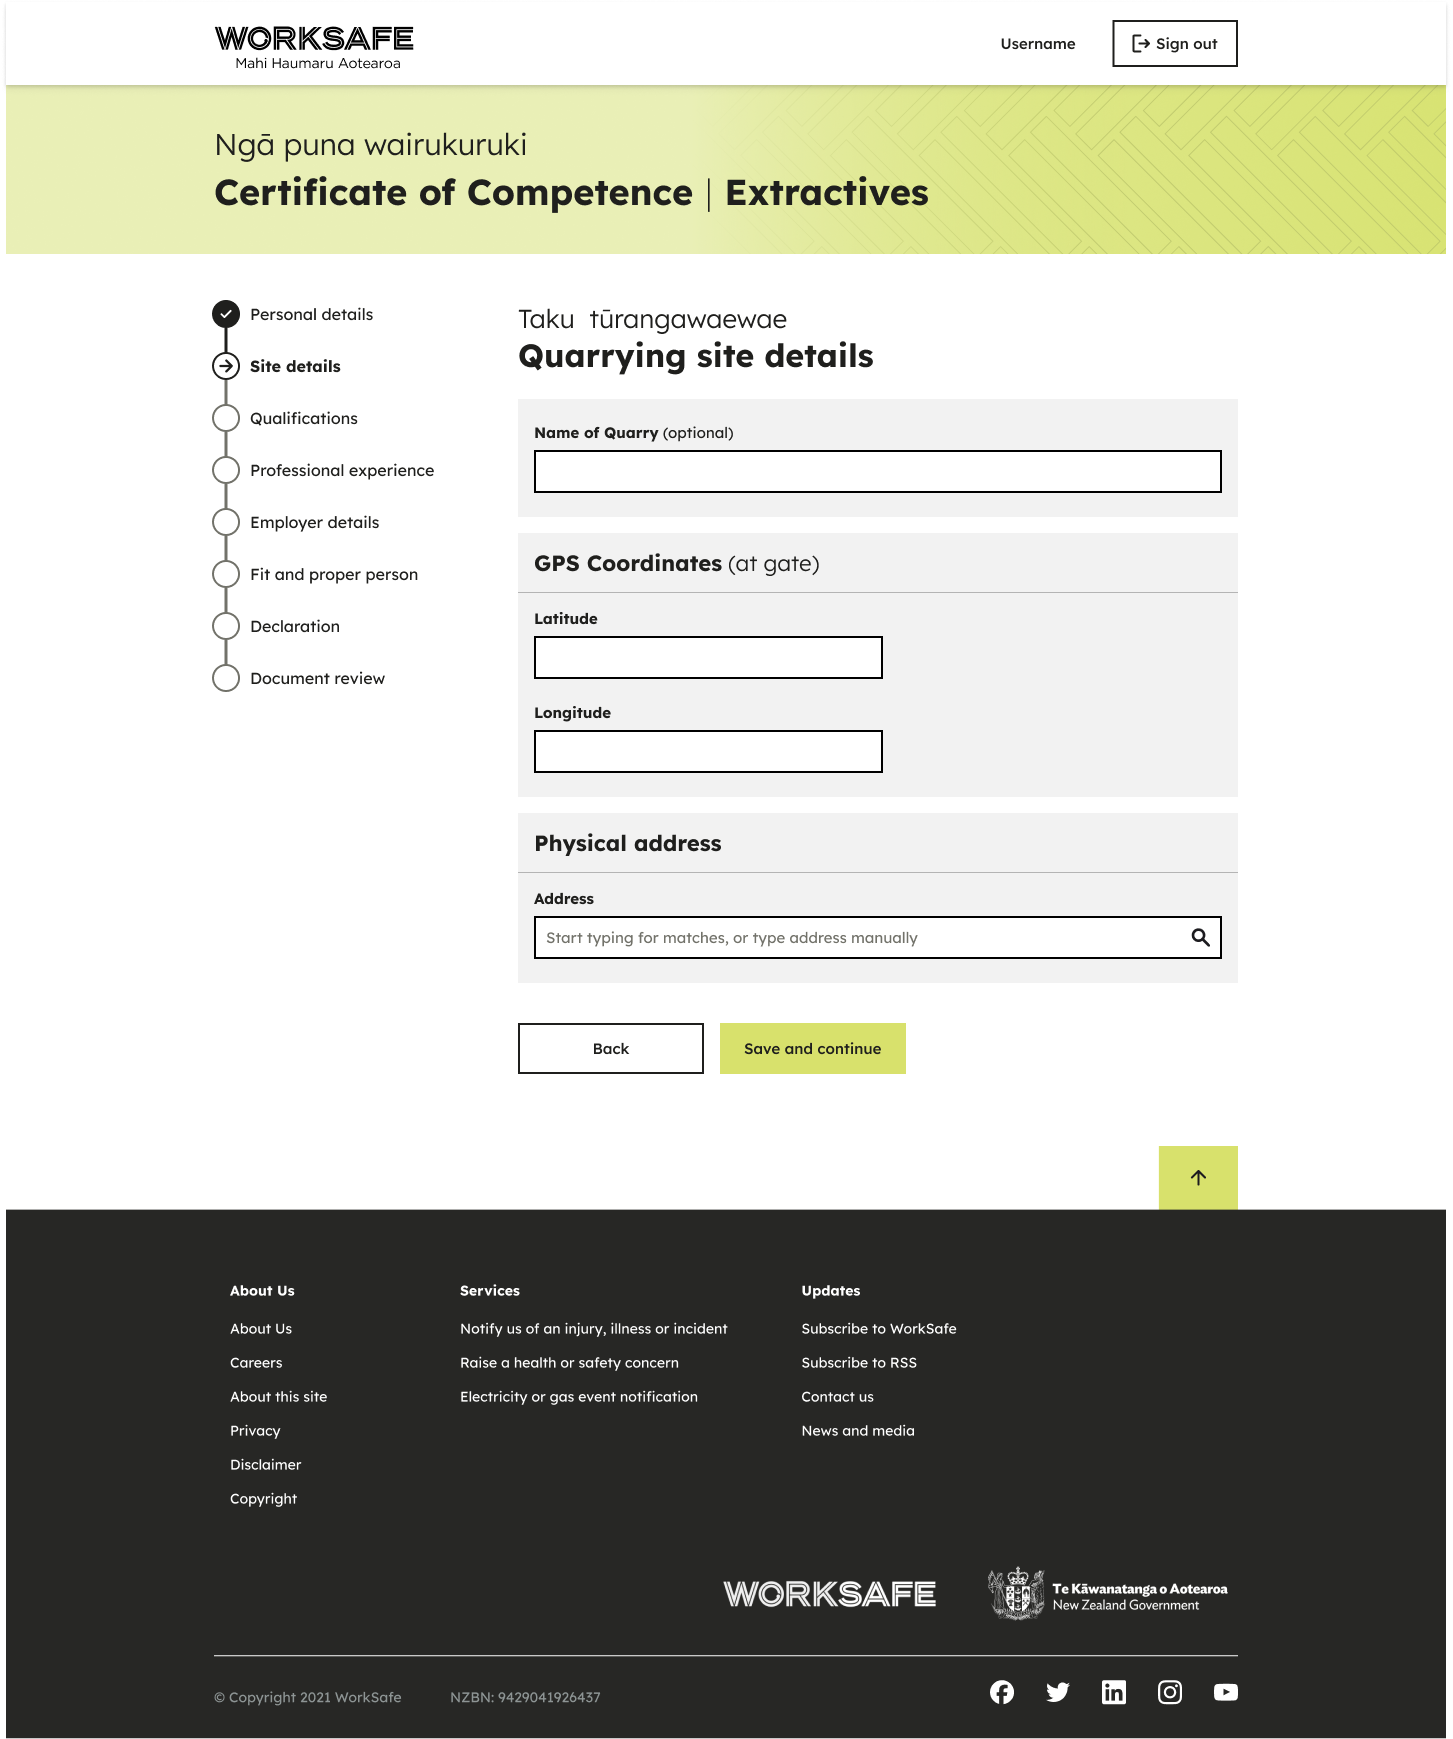 WORKSAFE
Mahi Haumaru Aotearoa
Username
Sign out
Ngā puna wairukuruki
Certificate of Competence | Extractives
Personal details
Site details
Qualifications
Professional experience
Employer details
Fit and proper person
Declaration
Document review
Taku tūrangawaewae
Quarrying site details
Name of Quarry (optional)
GPS Coordinates (at gate)
Latitude
Longitude
Physical address
Address
Start typing for matches, or type address manually
Back
Save and continue
About Us
About Us
Careers
About this site
Privacy
Disclaimer
Copyright
Services
Notify us of an injury, illness or incident
Raise a health or safety concern
Electricity or gas event notification
Updates
Subscribe to WorkSafe
Subscribe to RSS
Contact us
News and media
WORKSAFE
Te Kāwanatanga o Aotearoa
New Zealand Government
© Copyright 2021 WorkSafe
NZBN: 9429041926437